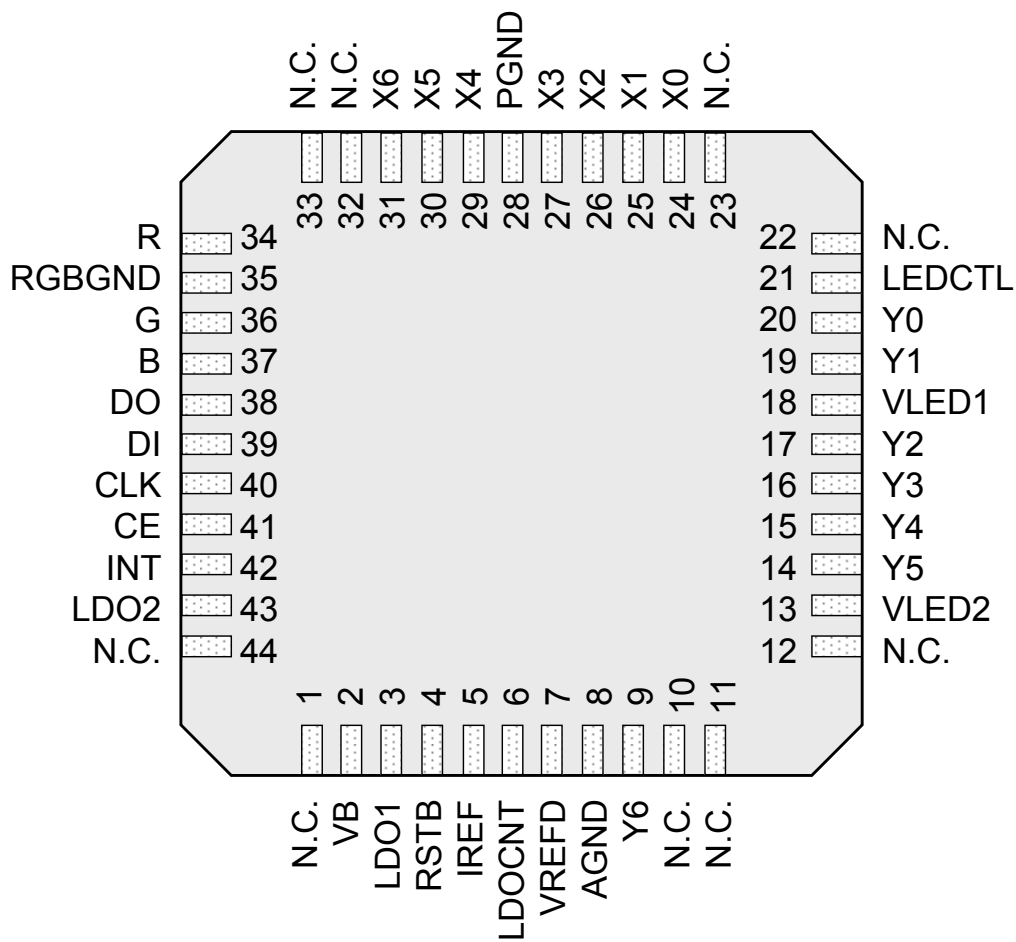 N.C. N.C. X6 X5 X4 PGND X3 X2 X1 X0 N.C.
33 32 31 30 29 28 27 26 25 24 23
R 34 22 N.C.
RGBGND 35 21 LEDCTL
G 36 20 Y0
B 37 19 Y1
DO 38 18 VLED1
DI 39 17 Y2
CLK 40 16 Y3
CE 41 15 Y4
INT 42 14 Y5
LDO2 43 13 VLED2
N.C. 44 12 N.C.
1 2 3 4 5 6 7 8 9 10 11
N.C. VB LDO1 RSTB IREF LDOCNT VREFD AGND Y6 N.C. N.C.